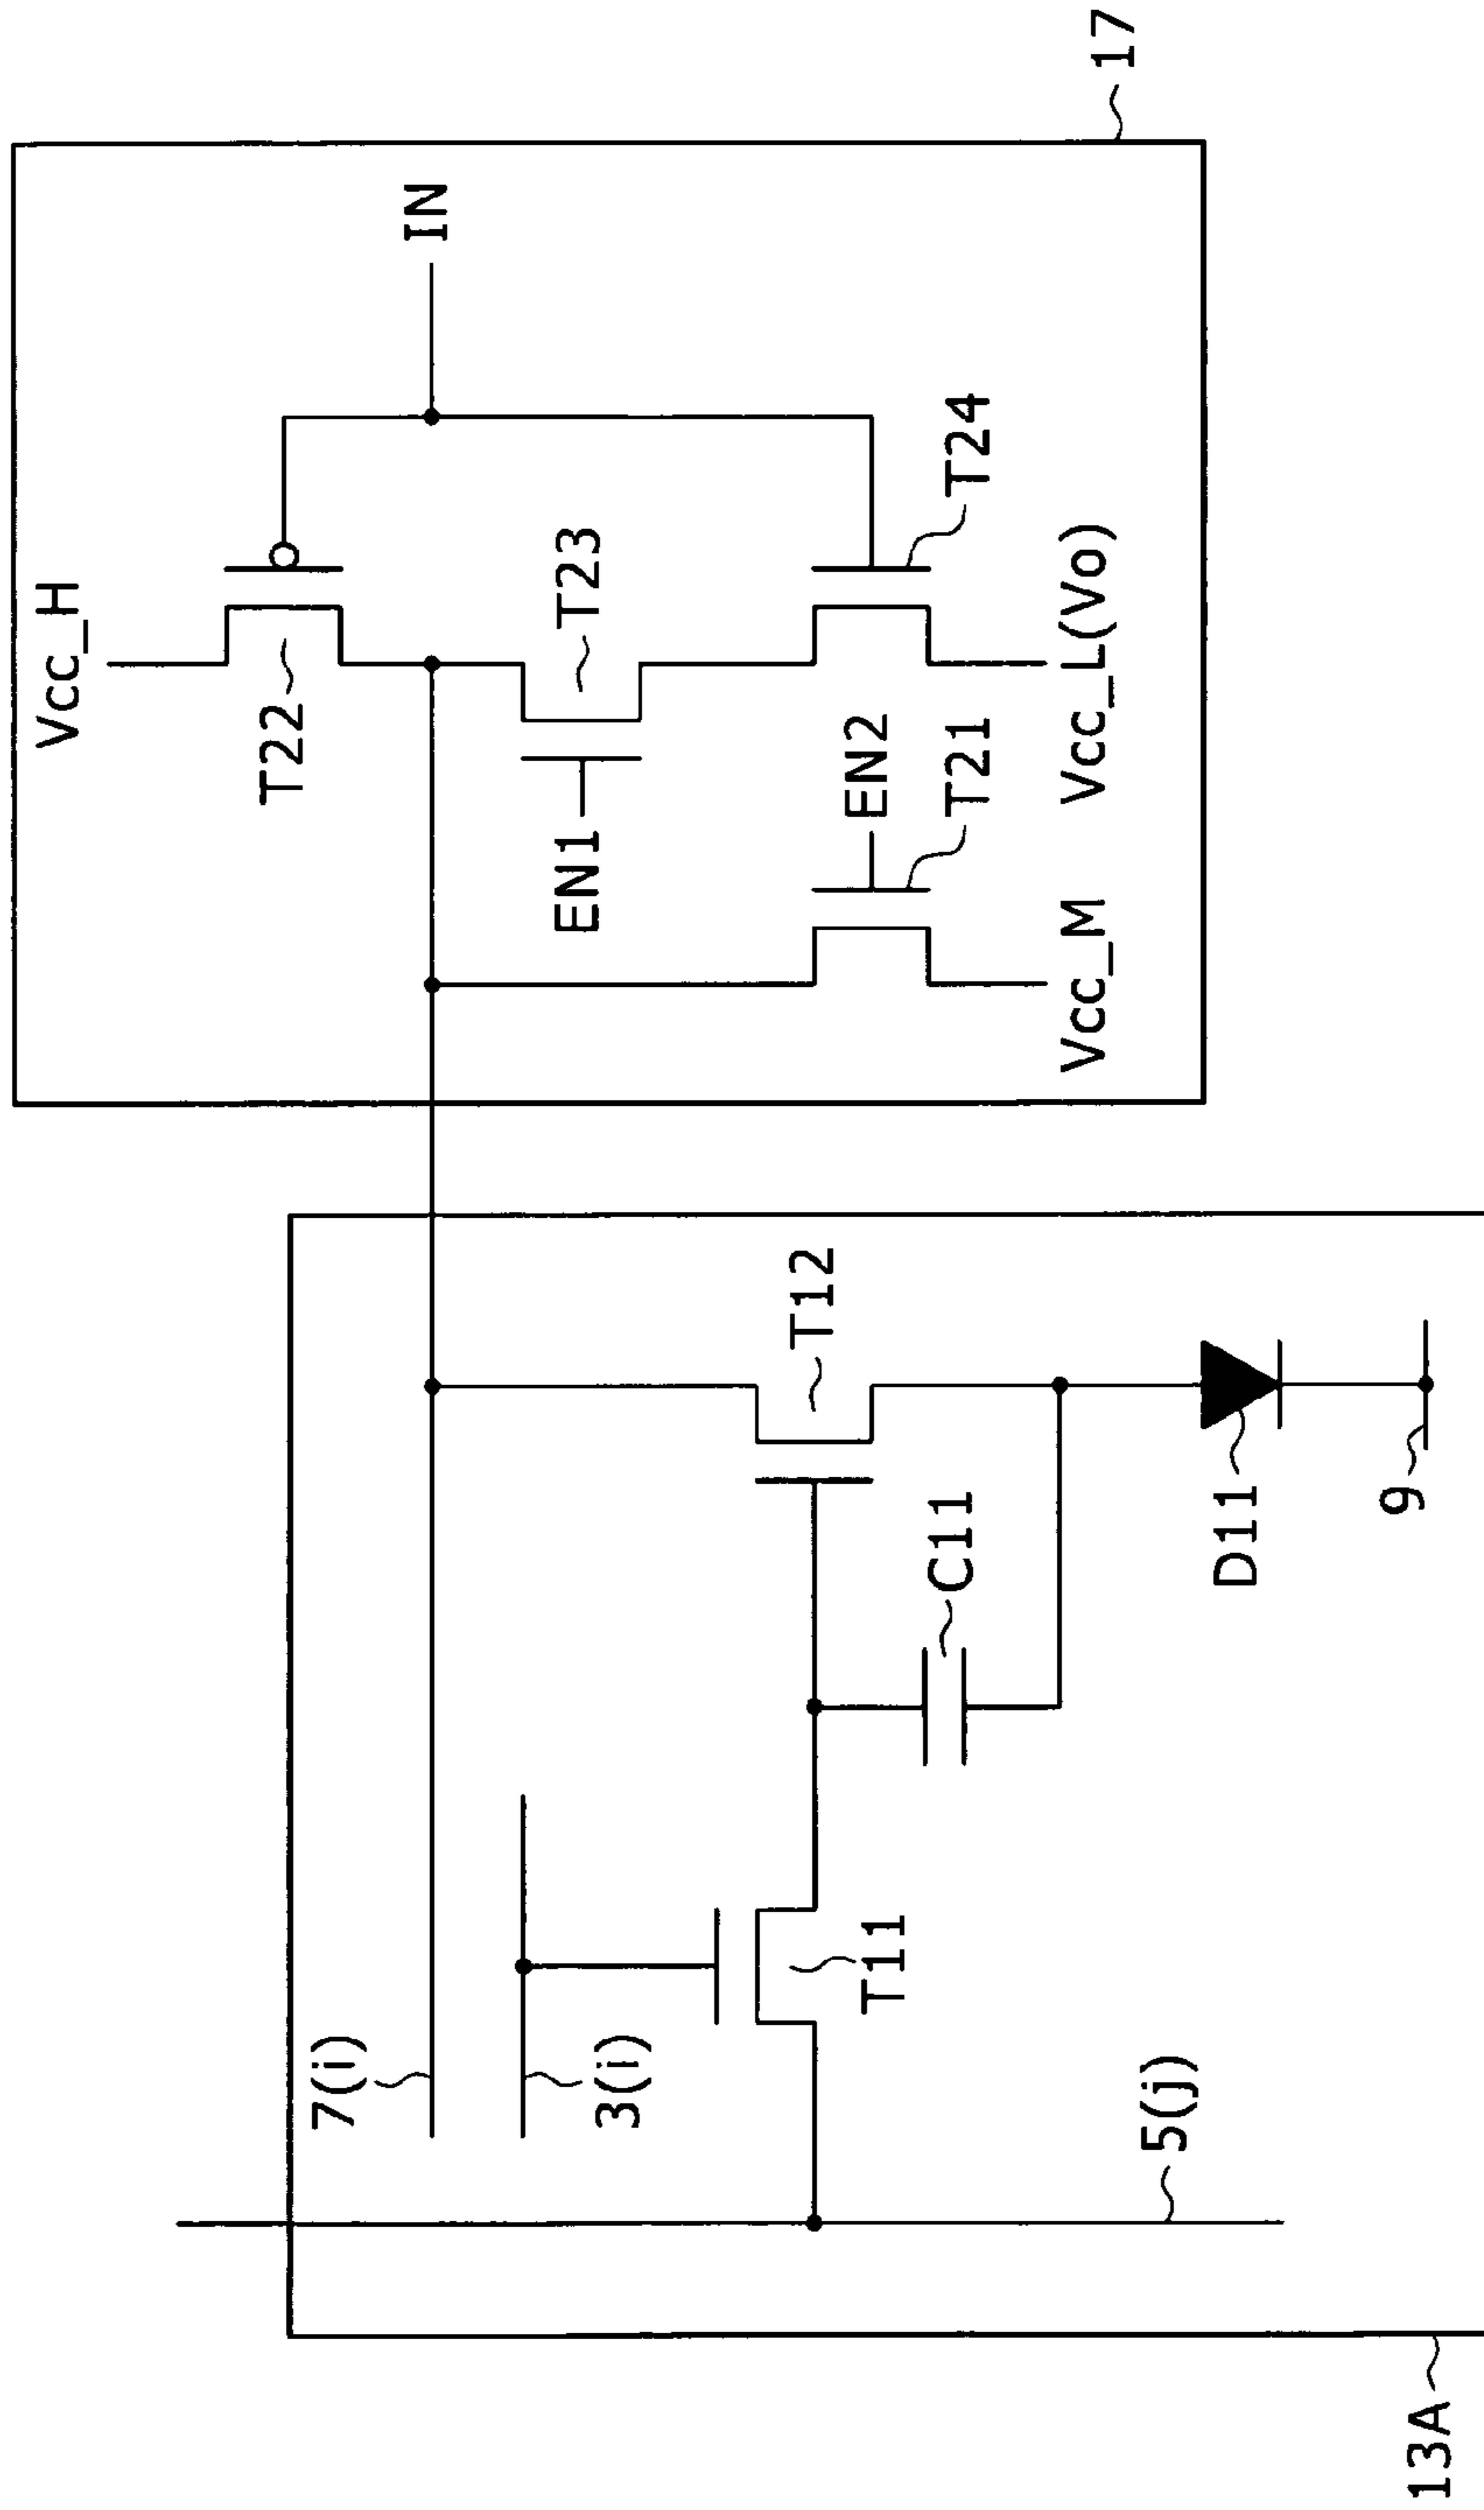 17
IN
Vcc_H
T22
T23
T24
EN1
EN2
T21
Vcc_M
Vcc_L(Vo)
T12
C11
D11
9
7(i)
3(i)
T11
5(j)
13A